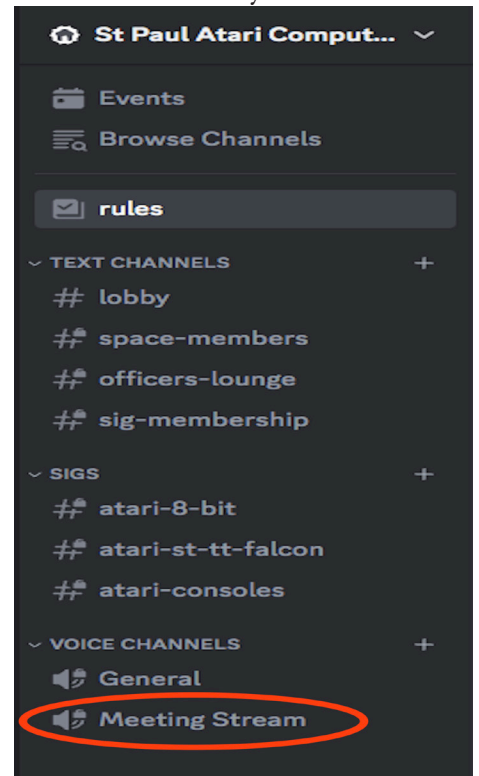 St Paul Atari Comput...
Events
Browse Channels
rules
TEXT CHANNELS
lobby
space-members
officers-lounge
sig-membership
SIGS
atari-8-bit
atari-st-tt-falcon
atari-consoles
VOICE CHANNELS
General
Meeting Stream